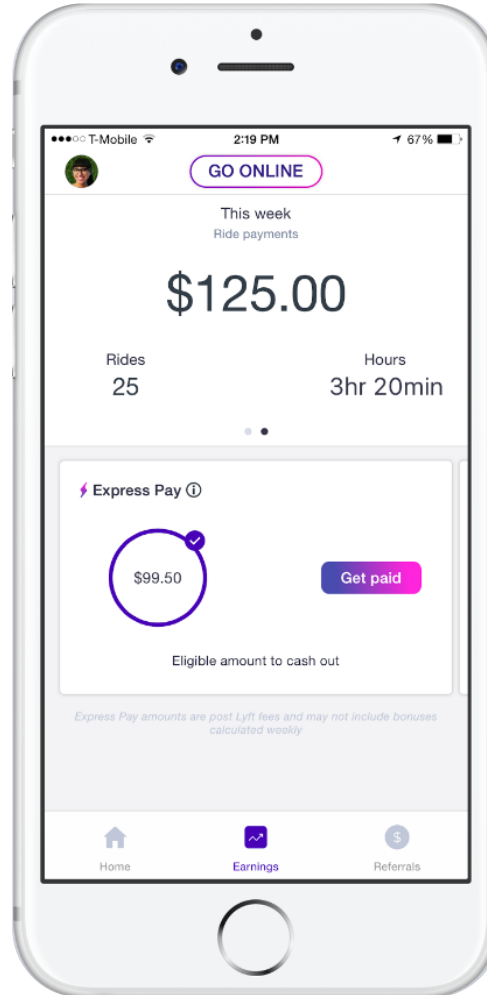 T-Mobile 2:19 PM 67%
GO ONLINE
This week
Ride payments
$125.00
Rides Hours
25 3hr 20min
Express Pay
$99.50 Get paid
Eligible amount to cash out
Express Pay amounts are post Lyft fees and may not include bonuses
calculated weekly
Home Earnings Referrals